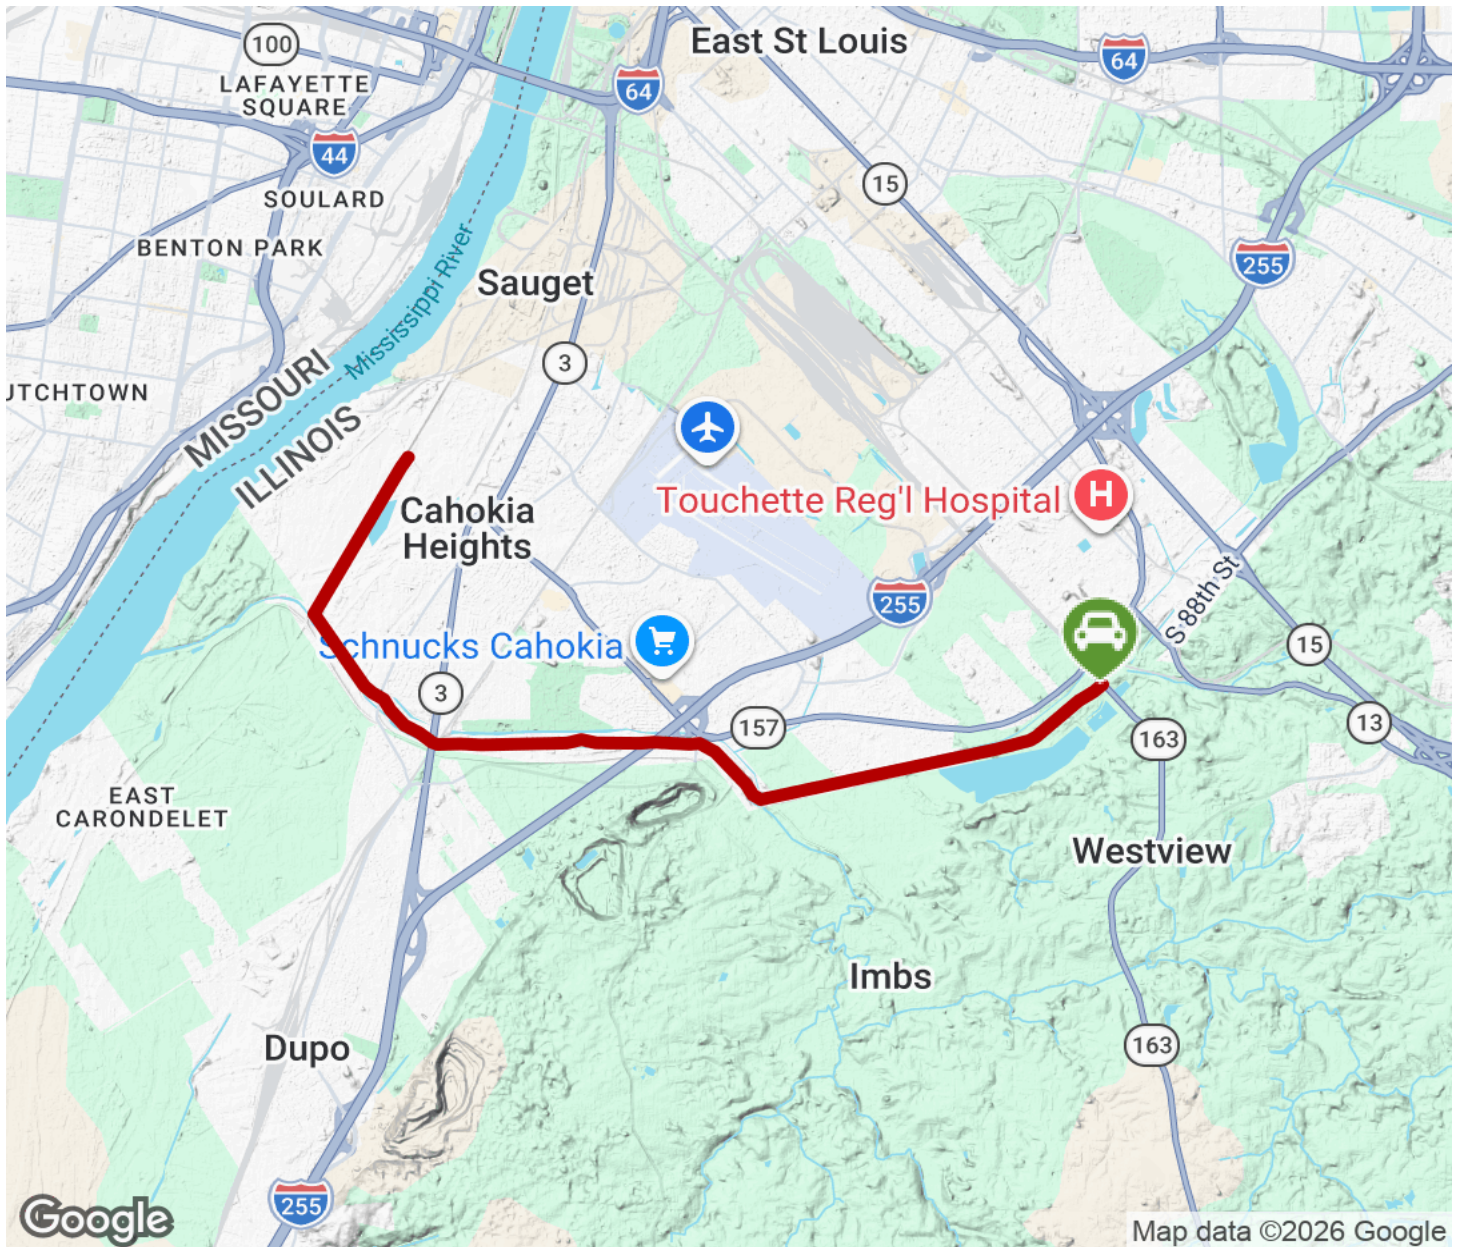 East St Louis
100
64
64
LAFAYETTE
SQUARE
44
15
SOULARD
BENTON PARK
Mississippi River
255
Sauget
3
MISSOURI
UTCHTOWN
ILLINOIS
Touchette Reg'l Hospital
H
Cahokia
Heights
S 88th St
255
Schnucks Cahokia
15
3
157
13
163
EAST
CARONDELET
Westview
Imbs
Dupo
163
255
Google
Map data ©2026 Google